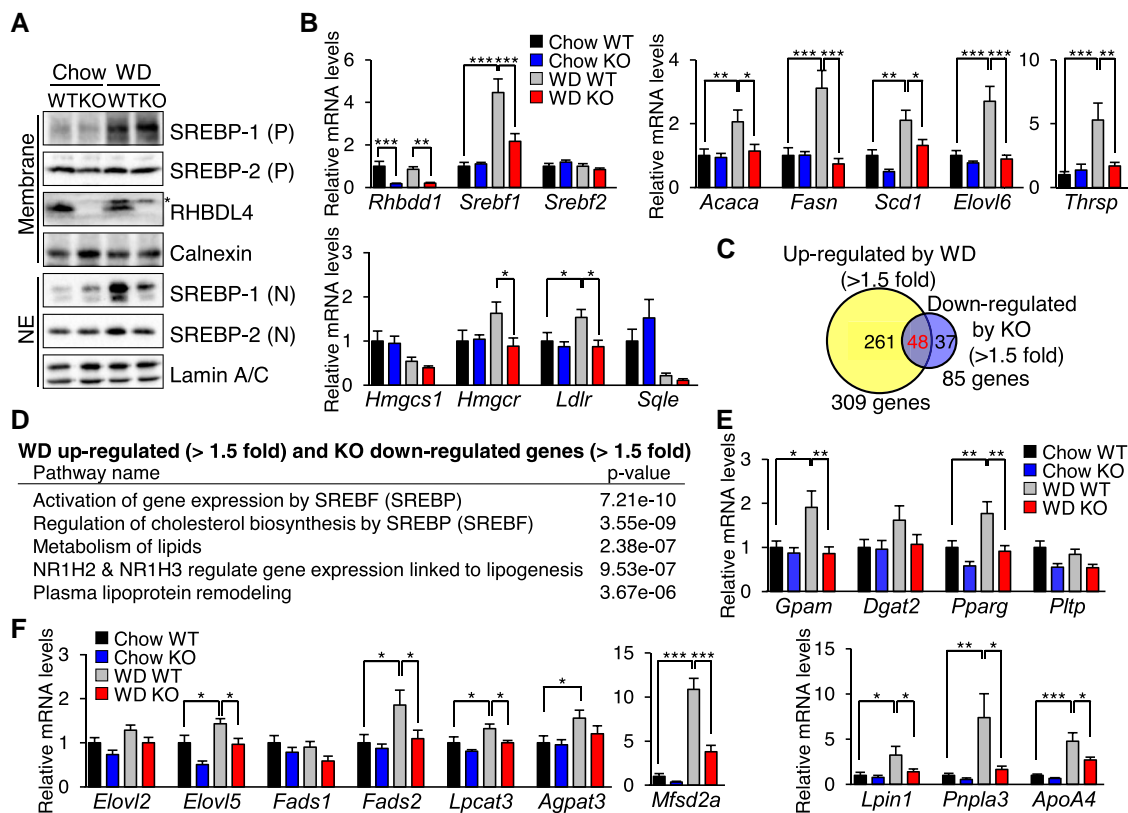 A
Chow WD
WT KO WT KO
Membrane
SREBP-1 (P)
SREBP-2 (P)
*
RHBDL4
Calnexin
NE
SREBP-1 (N)
SREBP-2 (N)
Lamin A/C
B
Relative mRNA levels
6
4
2
0
Chow WT
Chow KO
WD WT
WD KO
*** ** *** ***
Rhbdd1 Srebf1 Srebf2
Relative mRNA levels
4
3
2
1
0
** * *** *** ** * *** ***
Acaca Fasn Scd1 Elovl6
10
5
0
*** **
Thrsp
Relative mRNA levels
3
2
1
0
* * *
Hmgcs1 Hmgcr Ldlr Sqle
C
Up-regulated by WD
(>1.5 fold)
Down-regulated
by KO
(>1.5 fold)
85 genes
261 48 37
309 genes
D
WD up-regulated (> 1.5 fold) and KO down-regulated genes (> 1.5 fold)
Pathway name p-value
Activation of gene expression by SREBF (SREBP) 7.21e-10
Regulation of cholesterol biosynthesis by SREBP (SREBF) 3.55e-09
Metabolism of lipids 2.38e-07
NR1H2 & NR1H3 regulate gene expression linked to lipogenesis 9.53e-07
Plasma lipoprotein remodeling 3.67e-06
E
Relative mRNA levels
3
2
1
0
Chow WT
Chow KO
WD WT
WD KO
* ** ** **
Gpam Dgat2 Pparg Pltp
Relative mRNA levels
15
10
5
0
* * ** * *** *
Lpin1 Pnpla3 ApoA4
F
Relative mRNA levels
3
2
1
0
Chow WT
Chow KO
WD WT
WD KO
* * * * * * *
Elovl2 Elovl5 Fads1 Fads2 Lpcat3 Agpat3
15
10
5
0
*** ***
Mfsd2a